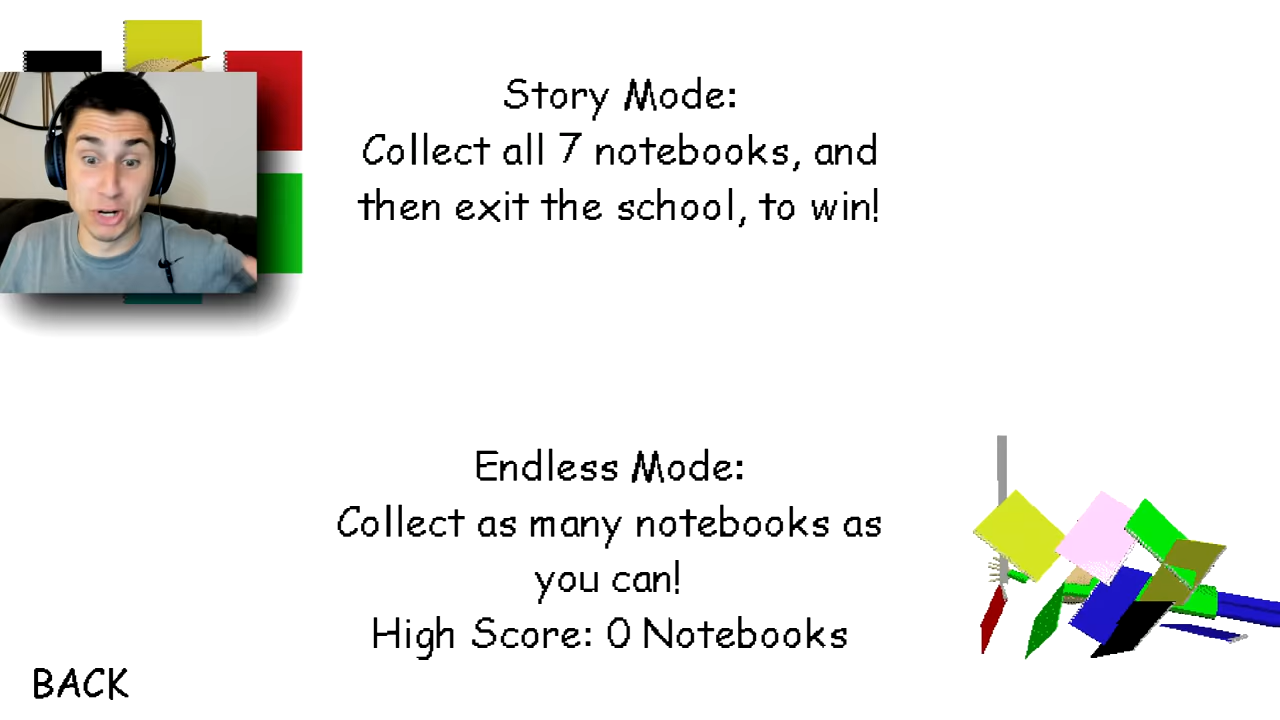 Story Mode:
Collect all 7 notebooks, and
then exit the school, to win!
Endless Mode:
Collect as many notebooks as
you can!
High Score: 0 Notebooks
BACK